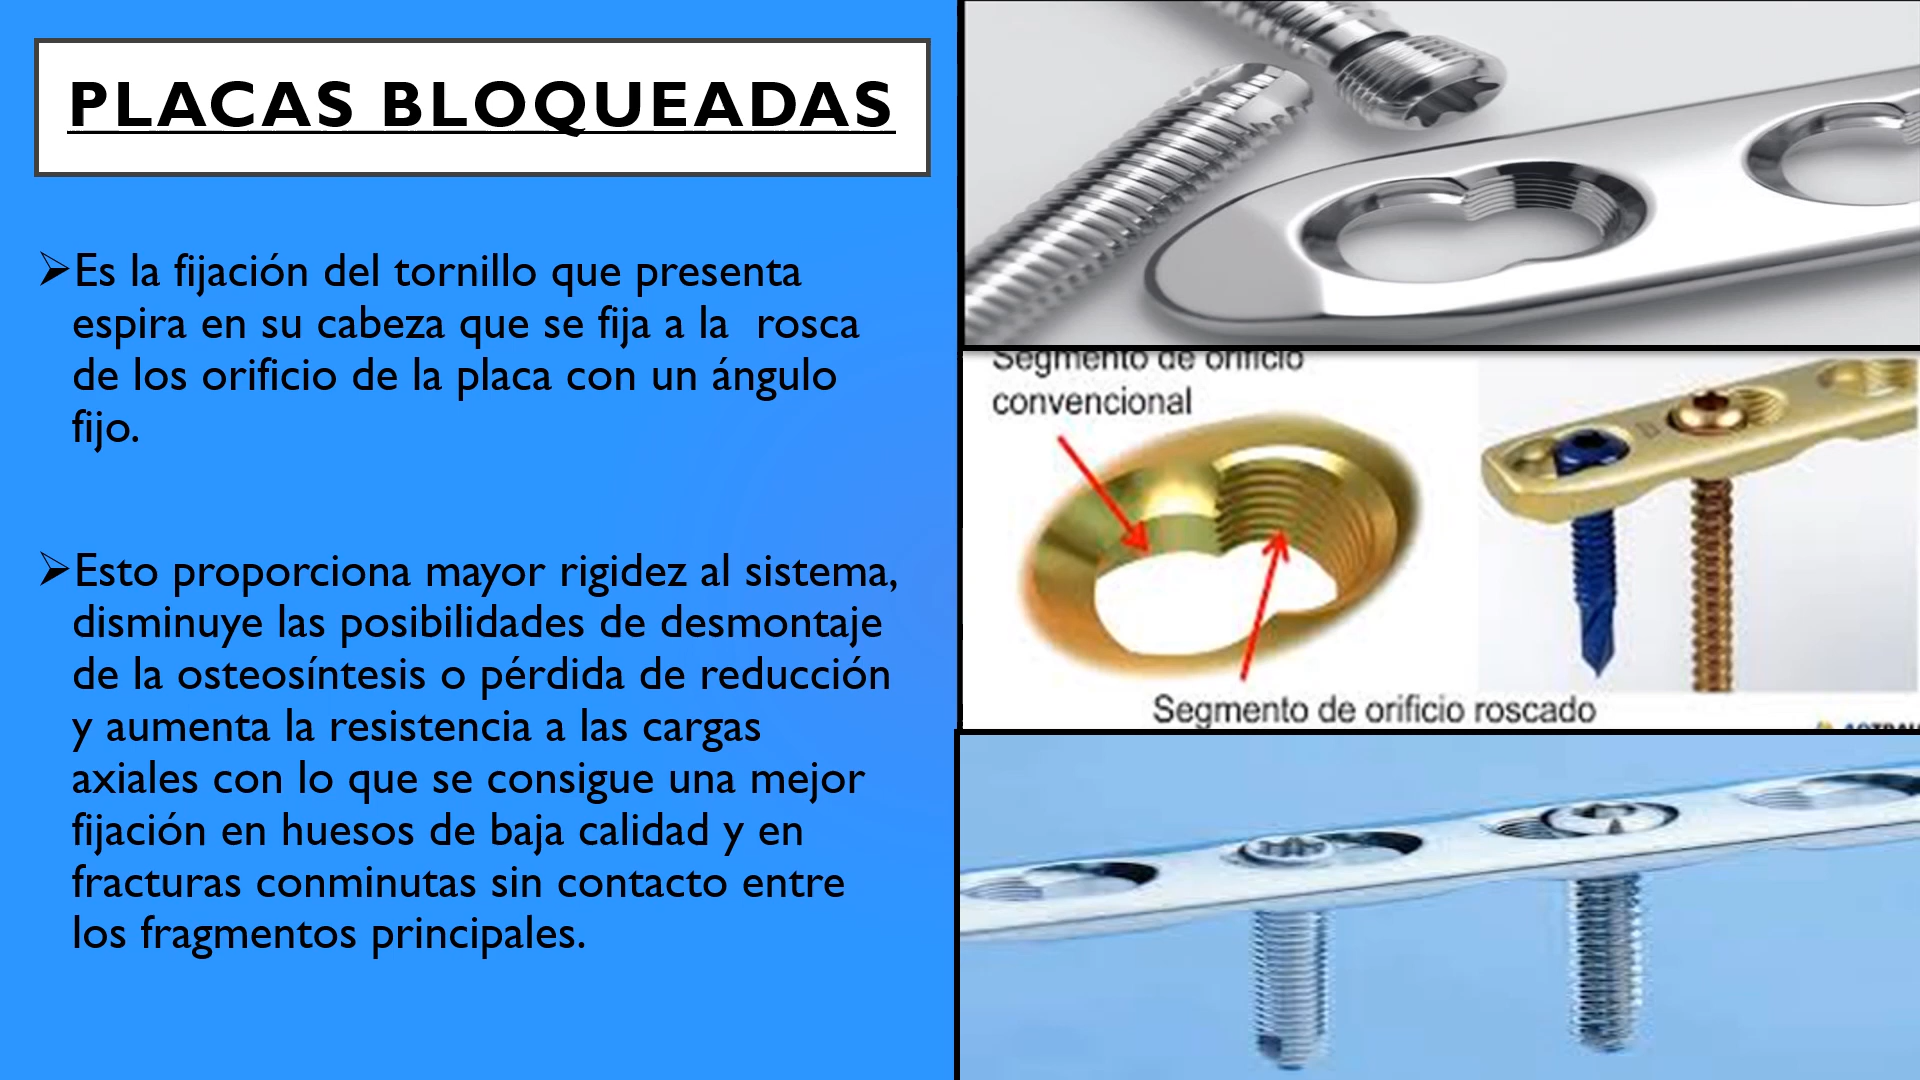 PLACAS BLOQUEADAS
Es la fijación del tornillo que presenta
espira en su cabeza que se fija a la rosca
de los orificio de la placa con un ángulo
fijo.
Esto proporciona mayor rigidez al sistema,
disminuye las posibilidades de desmontaje
de la osteosíntesis o pérdida de reducción
y aumenta la resistencia a las cargas
axiales con lo que se consigue una mejor
fijación en huesos de baja calidad y en
fracturas conminutas sin contacto entre
los fragmentos principales.
Segmento de orificio
convencional
Segmento de orificio roscado